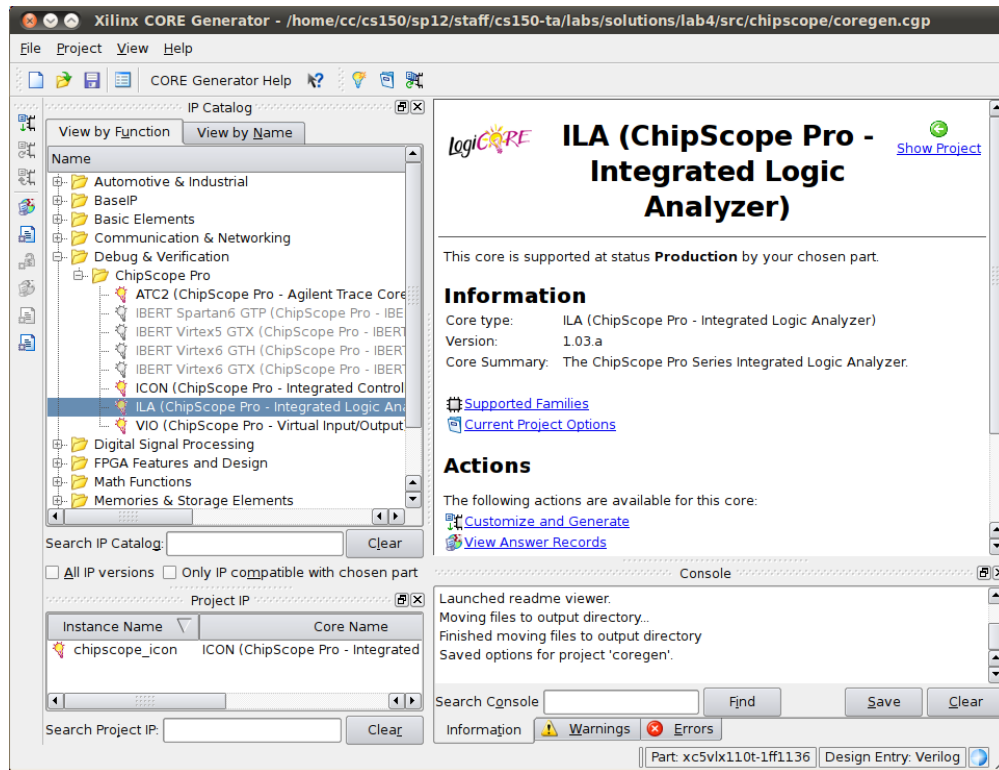 Xilinx CORE Generator - /home/cc/cs150/sp12/staff/cs150-ta/labs/solutions/lab4/src/chipscope/coregen.cgp
File Project View Help
CORE Generator Help
IP Catalog
View by Function View by Name
Name
Automotive & Industrial
BaseIP
Basic Elements
Communication & Networking
Debug & Verification
ChipScope Pro
ATC2 (ChipScope Pro - Agilent Trace Core
IBERT Spartan6 GTP (ChipScope Pro - IBE
IBERT Virtex5 GTX (ChipScope Pro - IBERT
IBERT Virtex6 GTH (ChipScope Pro - IBERT
IBERT Virtex6 GTX (ChipScope Pro - IBERT
ICON (ChipScope Pro - Integrated Control
ILA (ChipScope Pro - Integrated Logic Ana
VIO (ChipScope Pro - Virtual Input/Output
Digital Signal Processing
FPGA Features and Design
Math Functions
Memories & Storage Elements
Search IP Catalog: Clear
All IP versions Only IP compatible with chosen part
Project IP
Instance Name Core Name
chipscope_icon ICON (ChipScope Pro - Integrated
Search Project IP: Clear
logiCORE
ILA (ChipScope Pro -
Integrated Logic
Analyzer)
Show Project
This core is supported at status Production by your chosen part.
Information
Core type: ILA (ChipScope Pro - Integrated Logic Analyzer)
Version: 1.03.a
Core Summary: The ChipScope Pro Series Integrated Logic Analyzer.
Supported Families
Current Project Options
Actions
The following actions are available for this core:
Customize and Generate
View Answer Records
Console
Launched readme viewer.
Moving files to output directory...
Finished moving files to output directory
Saved options for project 'coregen'.
Search Console Find Save Clear
Information Warnings Errors
Part: xc5vlx110t-1ff1136 Design Entry: Verilog